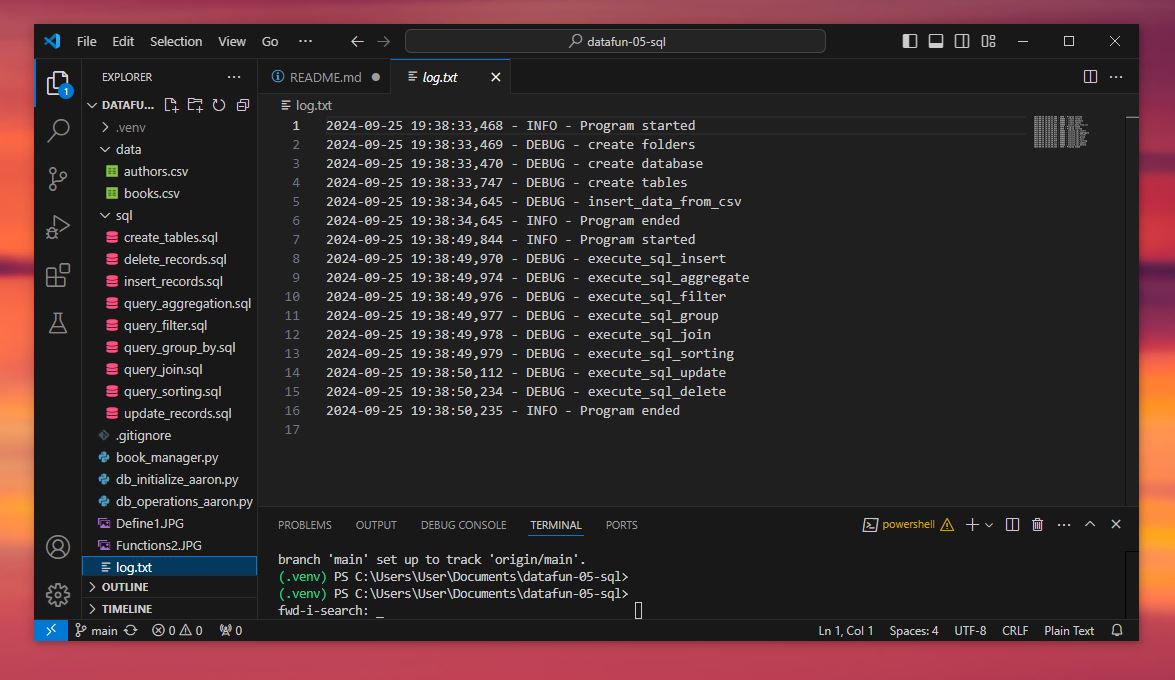 File Edit Selection View Go ··· datafun-05-sql
1
EXPLORER ···
DATAFU...
.venv
data
authors.csv
books.csv
sql
create_tables.sql
delete_records.sql
insert_records.sql
query_aggregation.sql
query_filter.sql
query_group_by.sql
query_join.sql
query_sorting.sql
update_records.sql
.gitignore
book_manager.py
db_initialize_aaron.py
db_operations_aaron.py
Define1.JPG
Functions2.JPG
log.txt
OUTLINE
TIMELINE
README.md log.txt
log.txt
1 2024-09-25 19:38:33,468 - INFO - Program started
2 2024-09-25 19:38:33,469 - DEBUG - create folders
3 2024-09-25 19:38:33,470 - DEBUG - create database
4 2024-09-25 19:38:33,747 - DEBUG - create tables
5 2024-09-25 19:38:34,645 - DEBUG - insert_data_from_csv
6 2024-09-25 19:38:34,645 - INFO - Program ended
7 2024-09-25 19:38:49,844 - INFO - Program started
8 2024-09-25 19:38:49,970 - DEBUG - execute_sql_insert
9 2024-09-25 19:38:49,974 - DEBUG - execute_sql_aggregate
10 2024-09-25 19:38:49,976 - DEBUG - execute_sql_filter
11 2024-09-25 19:38:49,977 - DEBUG - execute_sql_group
12 2024-09-25 19:38:49,978 - DEBUG - execute_sql_join
13 2024-09-25 19:38:49,979 - DEBUG - execute_sql_sorting
14 2024-09-25 19:38:50,112 - DEBUG - execute_sql_update
15 2024-09-25 19:38:50,234 - DEBUG - execute_sql_delete
16 2024-09-25 19:38:50,235 - INFO - Program ended
17
PROBLEMS OUTPUT DEBUG CONSOLE TERMINAL PORTS powershell
branch 'main' set up to track 'origin/main'.
(.venv) PS C:\Users\User\Documents\datafun-05-sql>
(.venv) PS C:\Users\User\Documents\datafun-05-sql>
fwd-i-search: _
main 0 0 0 Ln 1, Col 1 Spaces: 4 UTF-8 CRLF Plain Text